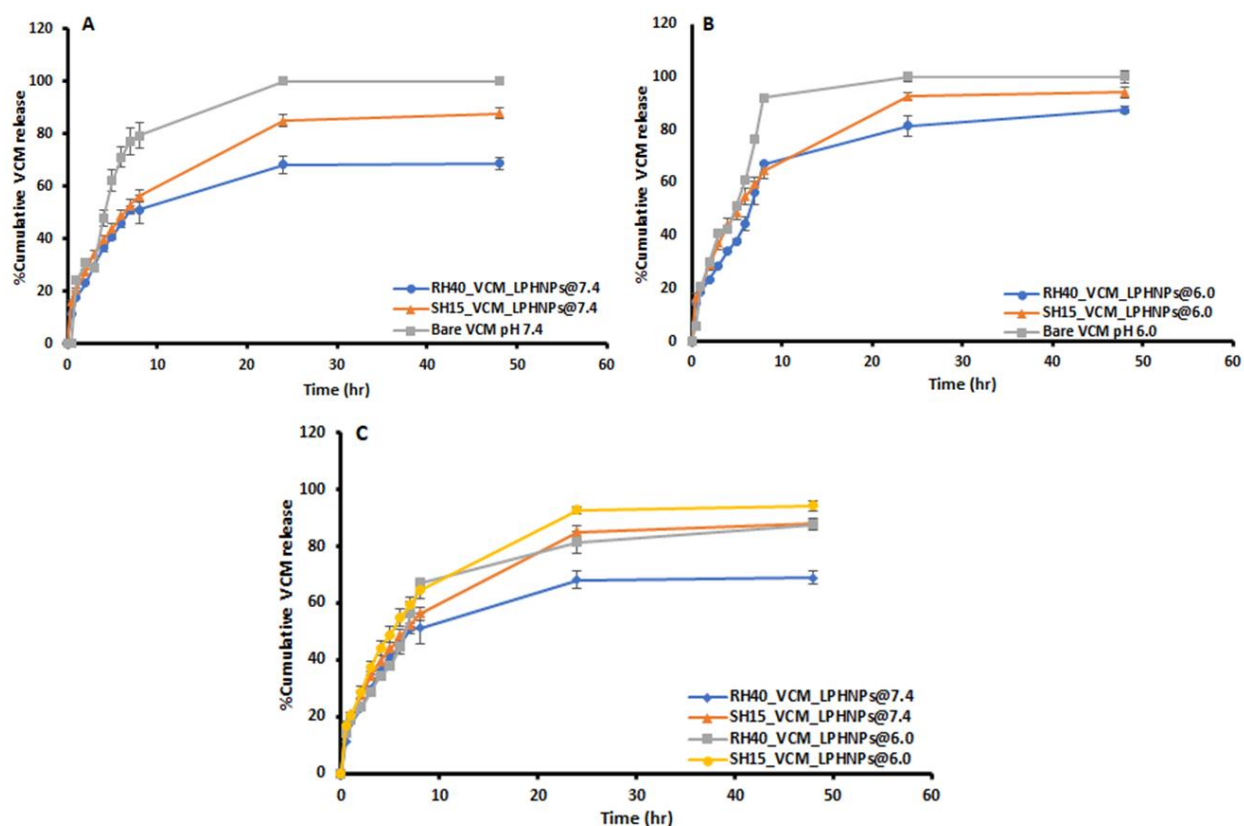 A
%Cumulative VCM release
120
100
80
60
40
20
0
0 10 20 30 40 50 60
Time (hr)
RH40_VCM_LPHNPs@7.4
SH15_VCM_LPHNPs@7.4
Bare VCM pH 7.4
B
%Cumulative VCM release
120
100
80
60
40
20
0
0 10 20 30 40 50 60
Time (hr)
RH40_VCM_LPHNPs@6.0
SH15_VCM_LPHNPs@6.0
Bare VCM pH 6.0
C
%Cumulative VCM release
120
100
80
60
40
20
0
0 10 20 30 40 50 60
Time (hr)
RH40_VCM_LPHNPs@7.4
SH15_VCM_LPHNPs@7.4
RH40_VCM_LPHNPs@6.0
SH15_VCM_LPHNPs@6.0